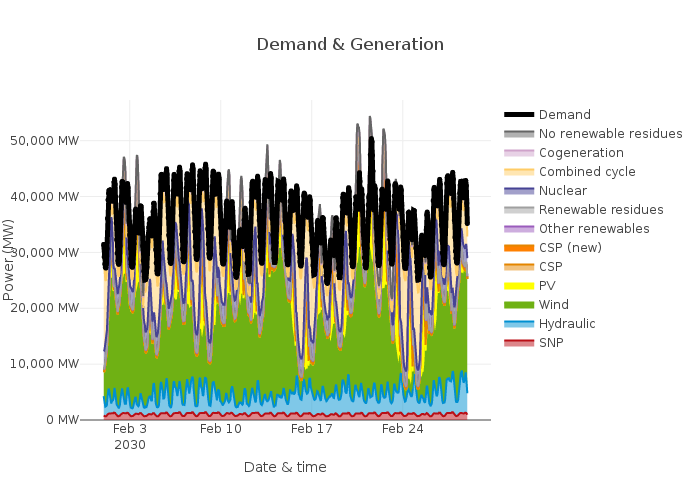 Demand & Generation
Power (MW)
50,000 MW
40,000 MW
30,000 MW
20,000 MW
10,000 MW
0 MW
Feb 3
2030
Feb 10
Feb 17
Feb 24
Date & time
Demand
No renewable residues
Cogeneration
Combined cycle
Nuclear
Renewable residues
Other renewables
CSP (new)
CSP
PV
Wind
Hydraulic
SNP